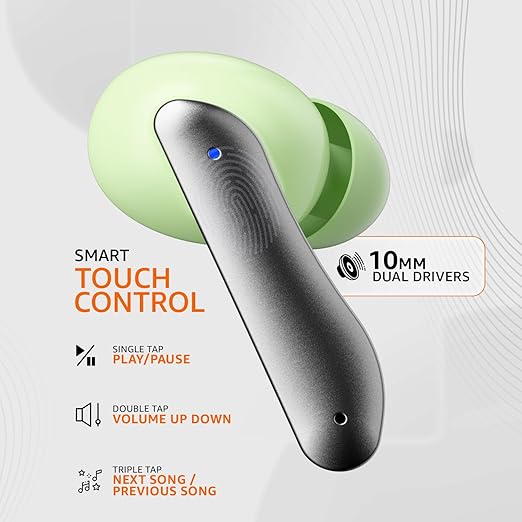 SMART
TOUCH
CONTROL
10MM
DUAL DRIVERS
SINGLE TAP
PLAY/PAUSE
DOUBLE TAP
VOLUME UP DOWN
TRIPLE TAP
NEXT SONG /
PREVIOUS SONG